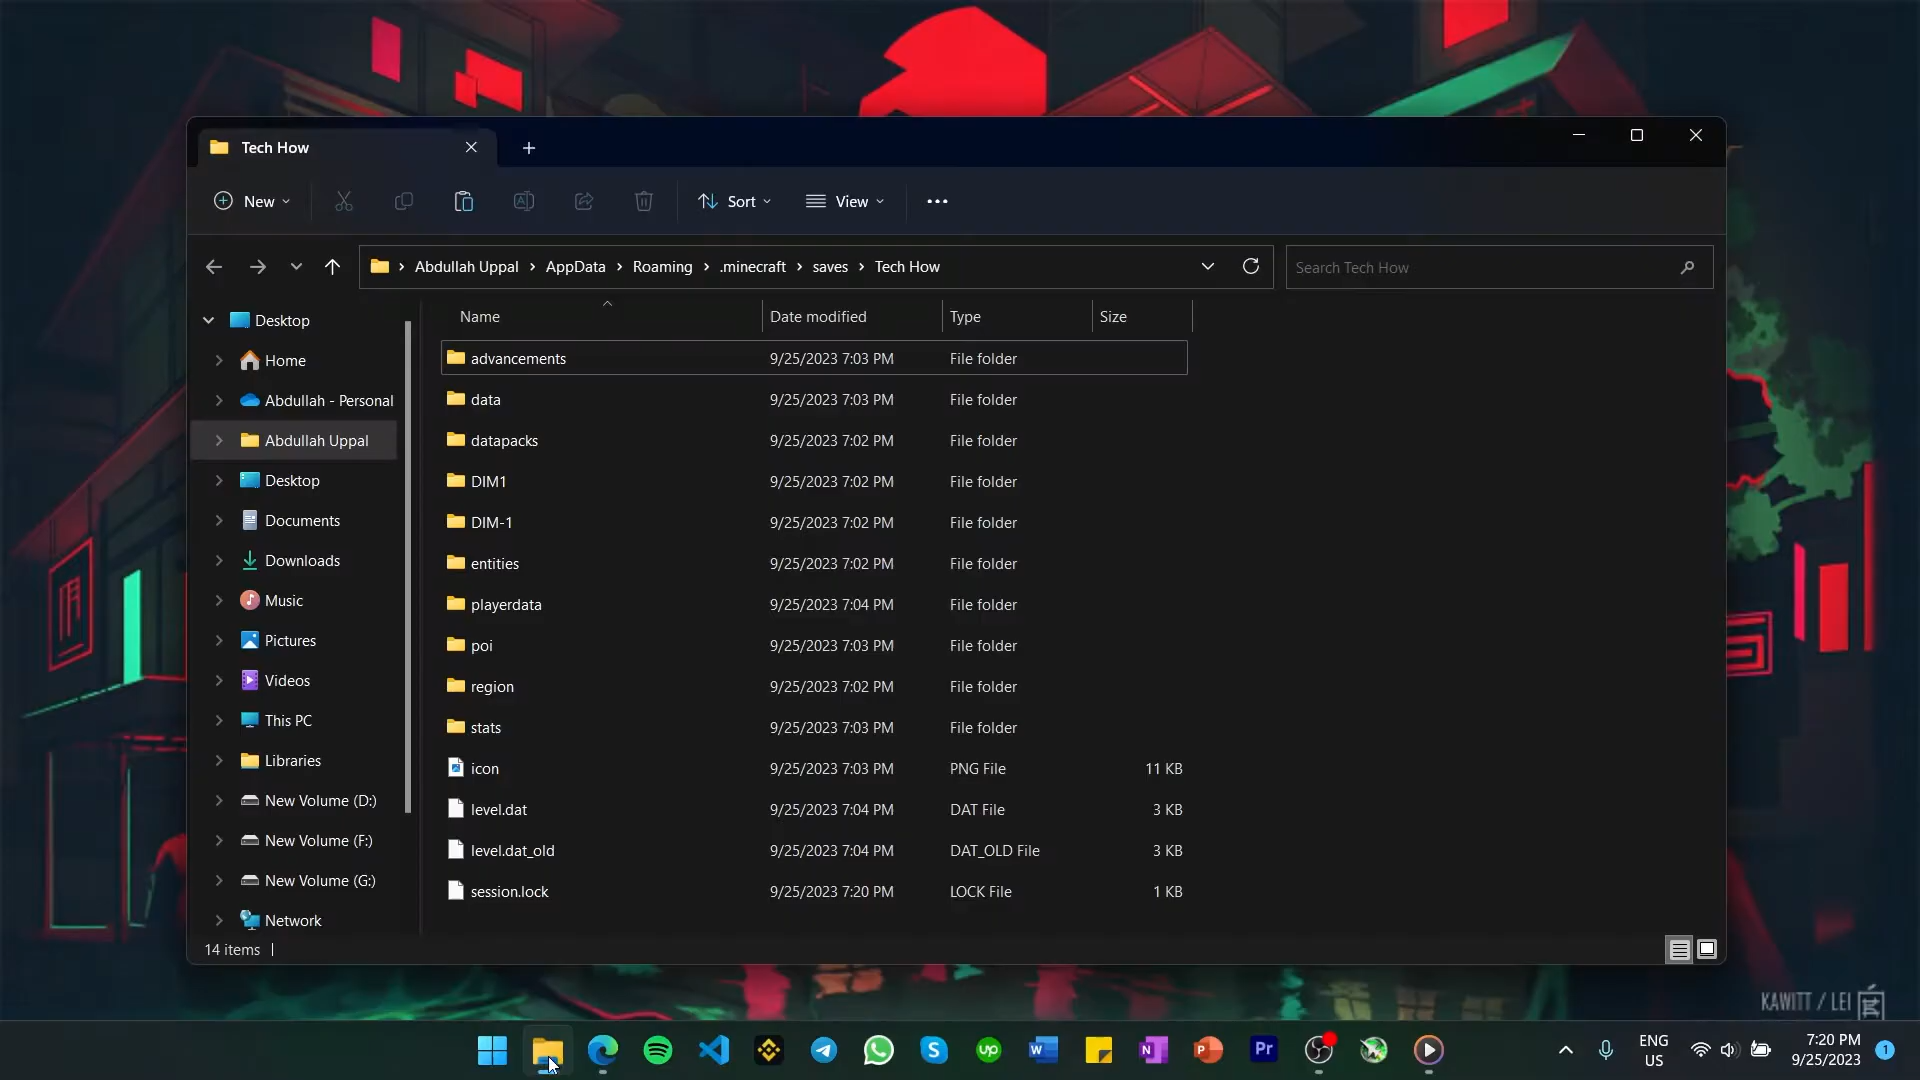 Tech How
New
Sort
View
Abdullah Uppal
AppData
Roaming
.minecraft
saves
Tech How
Search Tech How
Desktop
Home
Abdullah - Personal
Abdullah Uppal
Desktop
Documents
Downloads
Music
Pictures
Videos
This PC
Libraries
New Volume (D:)
New Volume (F:)
New Volume (G:)
Network
Name Date modified Type Size
advancements 9/25/2023 7:03 PM File folder
data 9/25/2023 7:03 PM File folder
datapacks 9/25/2023 7:02 PM File folder
DIM1 9/25/2023 7:02 PM File folder
DIM-1 9/25/2023 7:02 PM File folder
entities 9/25/2023 7:02 PM File folder
playerdata 9/25/2023 7:04 PM File folder
poi 9/25/2023 7:03 PM File folder
region 9/25/2023 7:02 PM File folder
stats 9/25/2023 7:03 PM File folder
icon 9/25/2023 7:03 PM PNG File 11 KB
level.dat 9/25/2023 7:04 PM DAT File 3 KB
level.dat_old 9/25/2023 7:04 PM DAT_OLD File 3 KB
session.lock 9/25/2023 7:20 PM LOCK File 1 KB
14 items
KAWITT / LEI
up
W
N
P
Pr
ENG
US
7:20 PM
9/25/2023
1